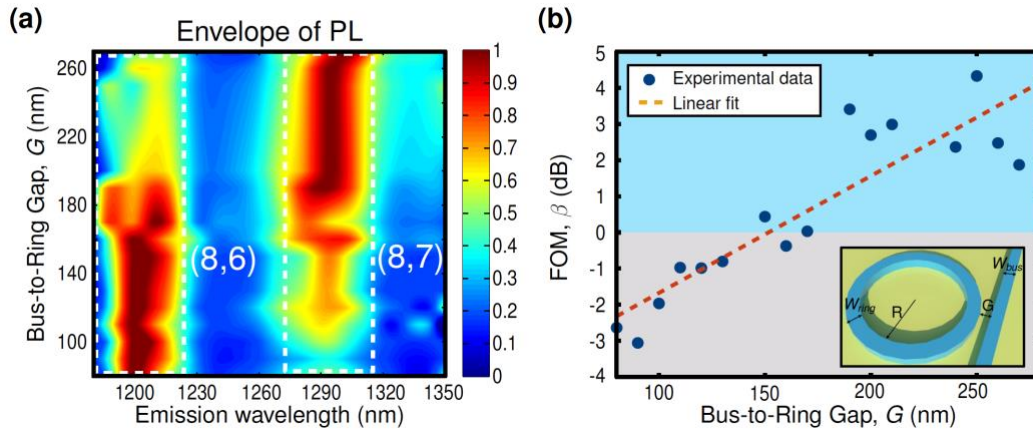 (a)
Envelope of PL
Bus-to-Ring Gap, G (nm)
260
220
180
140
100
(8,6)
(8,7)
1200
1230
1260
1290
1320
1350
Emission wavelength (nm)
1
0.9
0.8
0.7
0.6
0.5
0.4
0.3
0.2
0.1
0
(b)
FOM, β (dB)
5
4
3
2
1
0
-1
-2
-3
-4
Experimental data
Linear fit
Wbus
Wring
R
G
100
150
200
250
Bus-to-Ring Gap, G (nm)